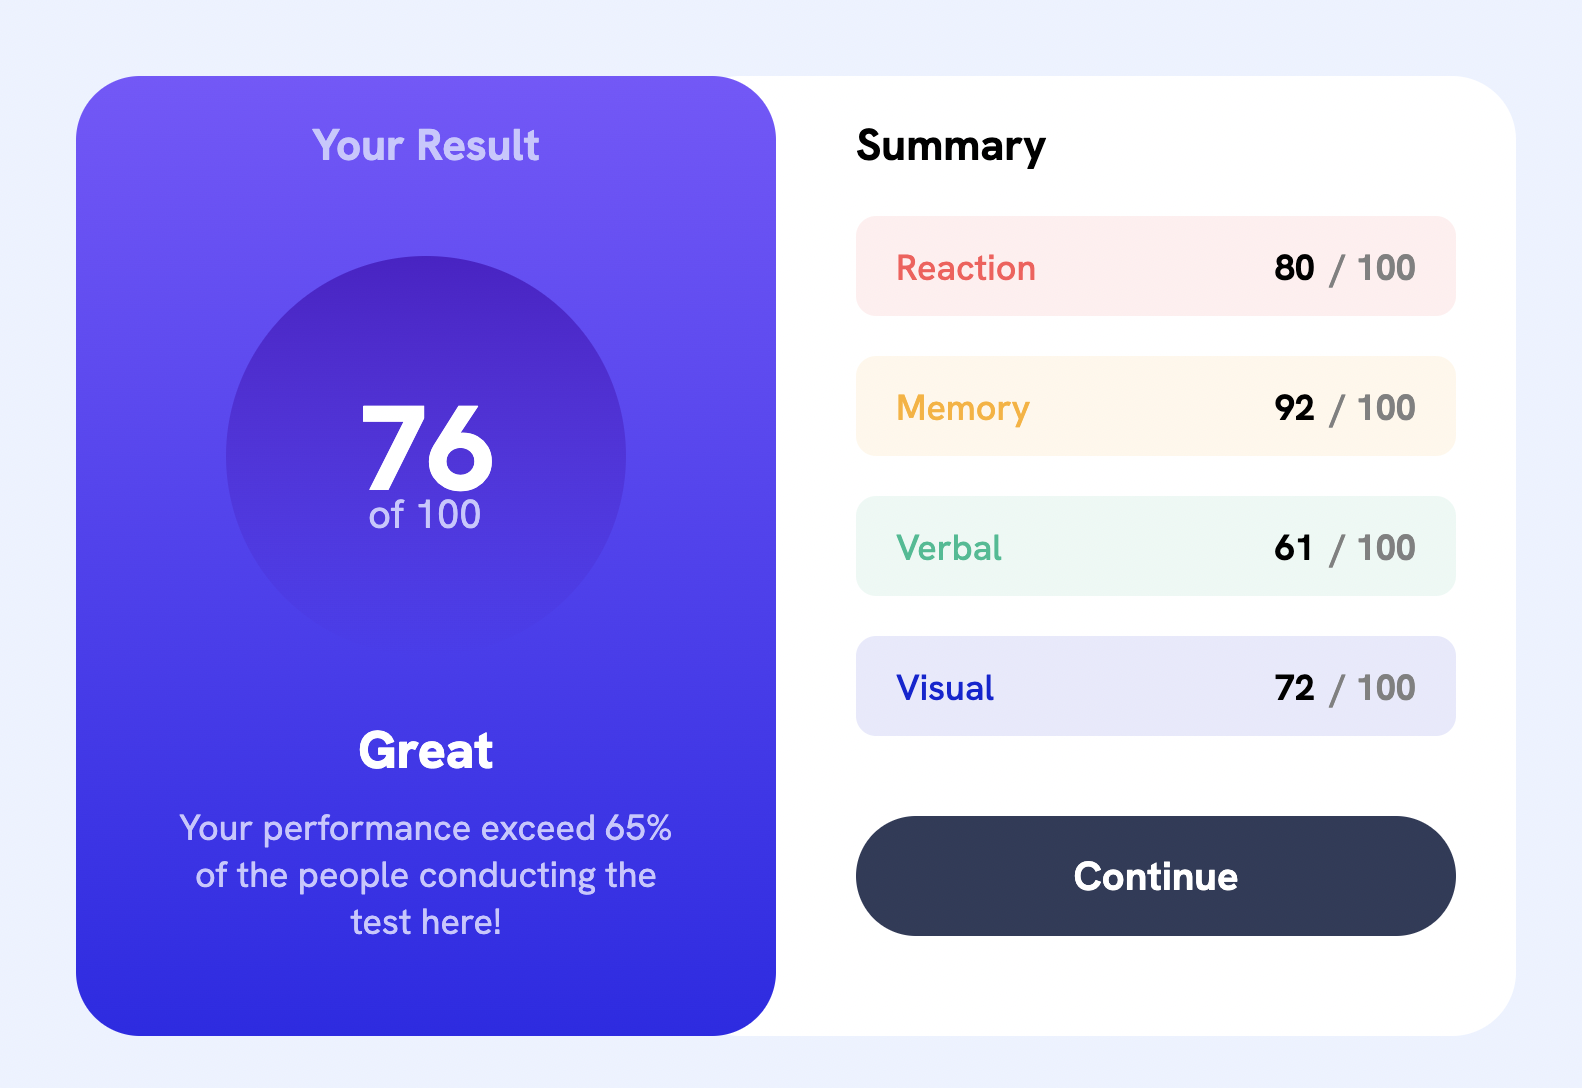 Your Result
76
of 100
Great
Your performance exceed 65%
of the people conducting the
test here!
Summary
Reaction 80 / 100
Memory 92 / 100
Verbal 61 / 100
Visual 72 / 100
Continue